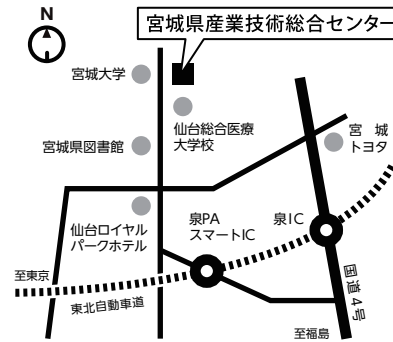 N
宮城県産業技術総合センター
宮城大学
仙台総合医療
大学校
宮城県図書館
宮　城
トヨタ
仙台ロイヤル
パークホテル
泉PA
スマートIC
泉IC
至東京
東北自動車道
国道4号
至福島